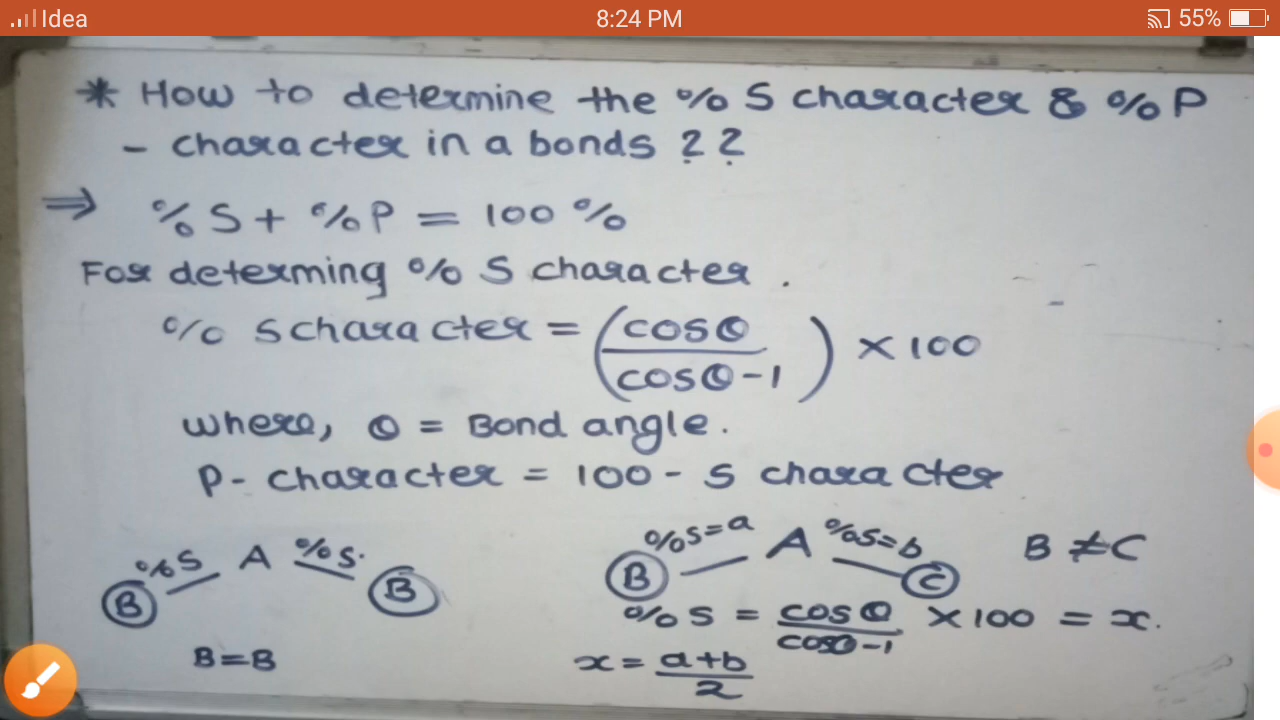 Idea 8:24 PM 55%
* How to determine the % S character & % P
- character in a bonds ??
⇒ % S + % P = 100 %
For determing % S character .
% S character = (cosθ / cosθ - 1) × 100
where, θ = Bond angle .
P - character = 100 - S character
%S A %S. %S=a A %S=b B ≠ C
B B B C
%S = cosθ / cosθ - 1 × 100 = x.
B = B x = a+b / 2